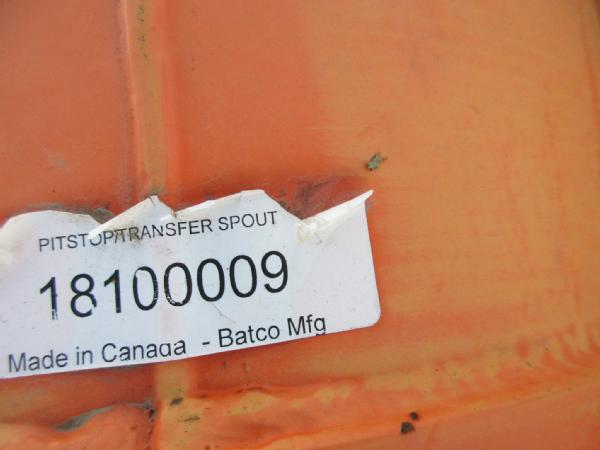 PITSTOP/TRANSFER SPOUT
18100009
Made in Canada - Batco Mfg